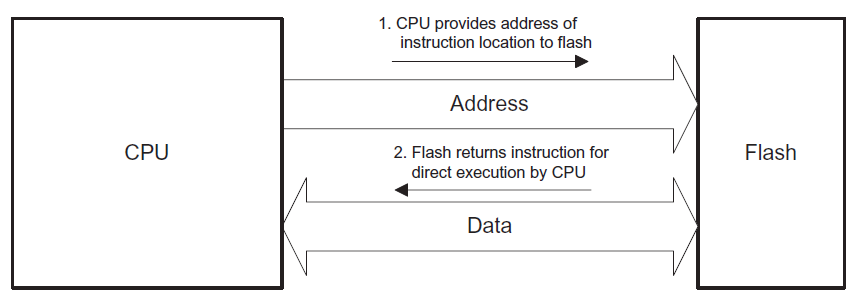 1. CPU provides address of
instruction location to flash
Address
CPU
Flash
2. Flash returns instruction for
direct execution by CPU
Data